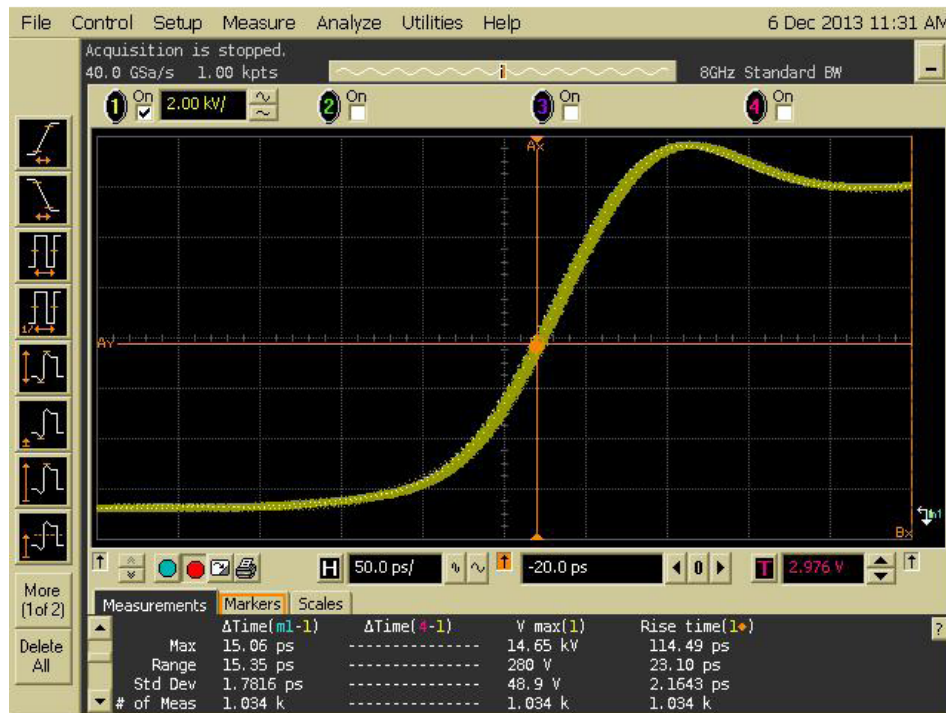 File Control Setup Measure Analyze Utilities Help 6 Dec 2013 11:31 AM
Acquisition is stopped.
40.0 GSa/s 1.00 kpts 8GHz Standard BW
1 On 2.00 kV/ 2 On 3 On 4 On
Ax
Ay
Bx
H 50.0 ps/ -20.0 ps 0 T 2.976 V
More
(1of 2)
Delete
All
Measurements Markers Scales
ΔTime(m1-1) ΔTime(4-1) V max(1) Rise time(1◆) ?
Max 15.06 ps --------------- 14.65 kV 114.49 ps
Range 15.35 ps --------------- 280 V 23.10 ps
Std Dev 1.7816 ps --------------- 48.9 V 2.1643 ps
# of Meas 1.034 k --------------- 1.034 k 1.034 k